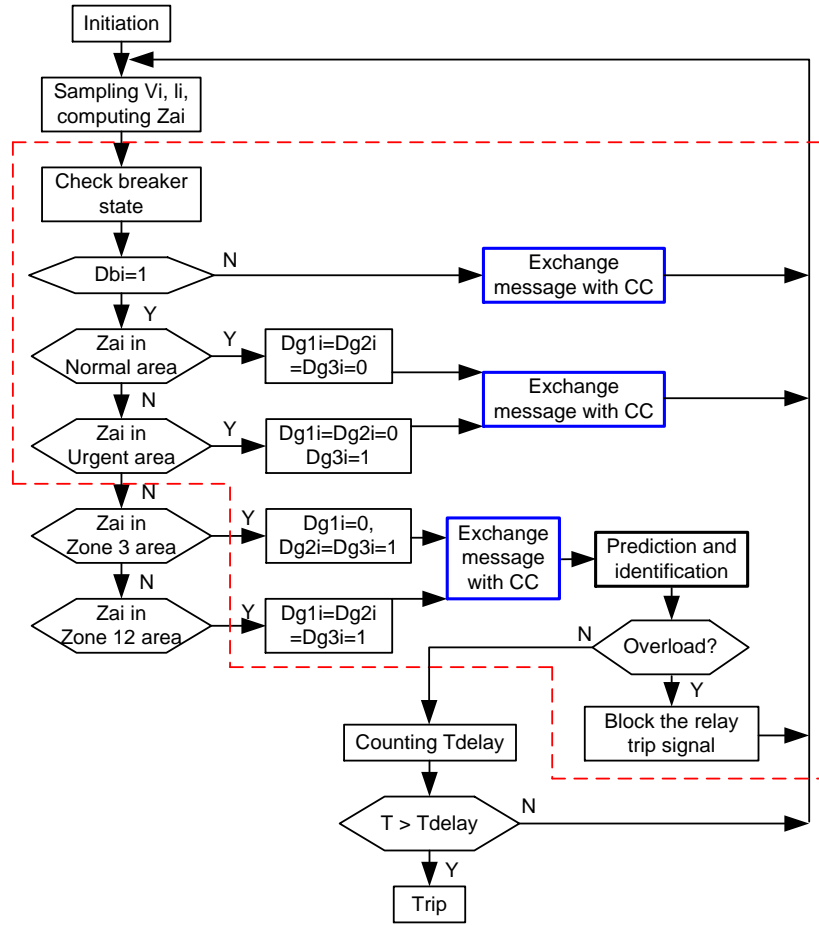 Initiation
Sampling Vi, Ii,
computing Zai
Check breaker
state
Dbi=1
N
Exchange
message with CC
Y
Zai in
Normal area
Y
Dg1i=Dg2i
=Dg3i=0
Exchange
message with CC
N
Zai in
Urgent area
Y
Dg1i=Dg2i=0
Dg3i=1
N
Zai in
Zone 3 area
Y
Dg1i=0,
Dg2i=Dg3i=1
Exchange
message
with CC
Prediction and
identification
N
Zai in
Zone 12 area
Y
Dg1i=Dg2i
=Dg3i=1
N
Overload?
Y
Block the relay
trip signal
Counting Tdelay
T > Tdelay
N
Y
Trip